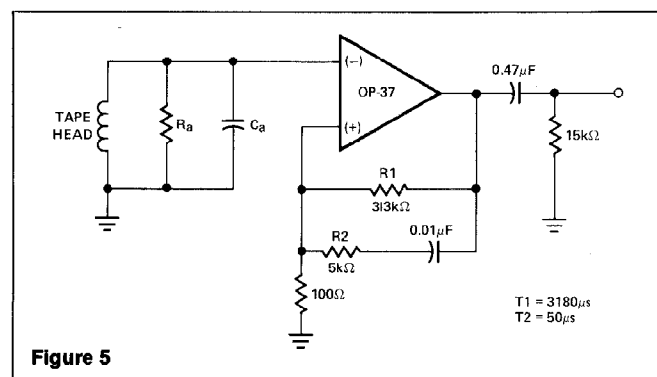 (–)
OP-37
(+)
0.47µF
TAPE
HEAD
Ra
Ca
15kΩ
R1
313kΩ
0.01µF
R2
5kΩ
100Ω
T1 = 3180µs
T2 = 50µs
Figure 5